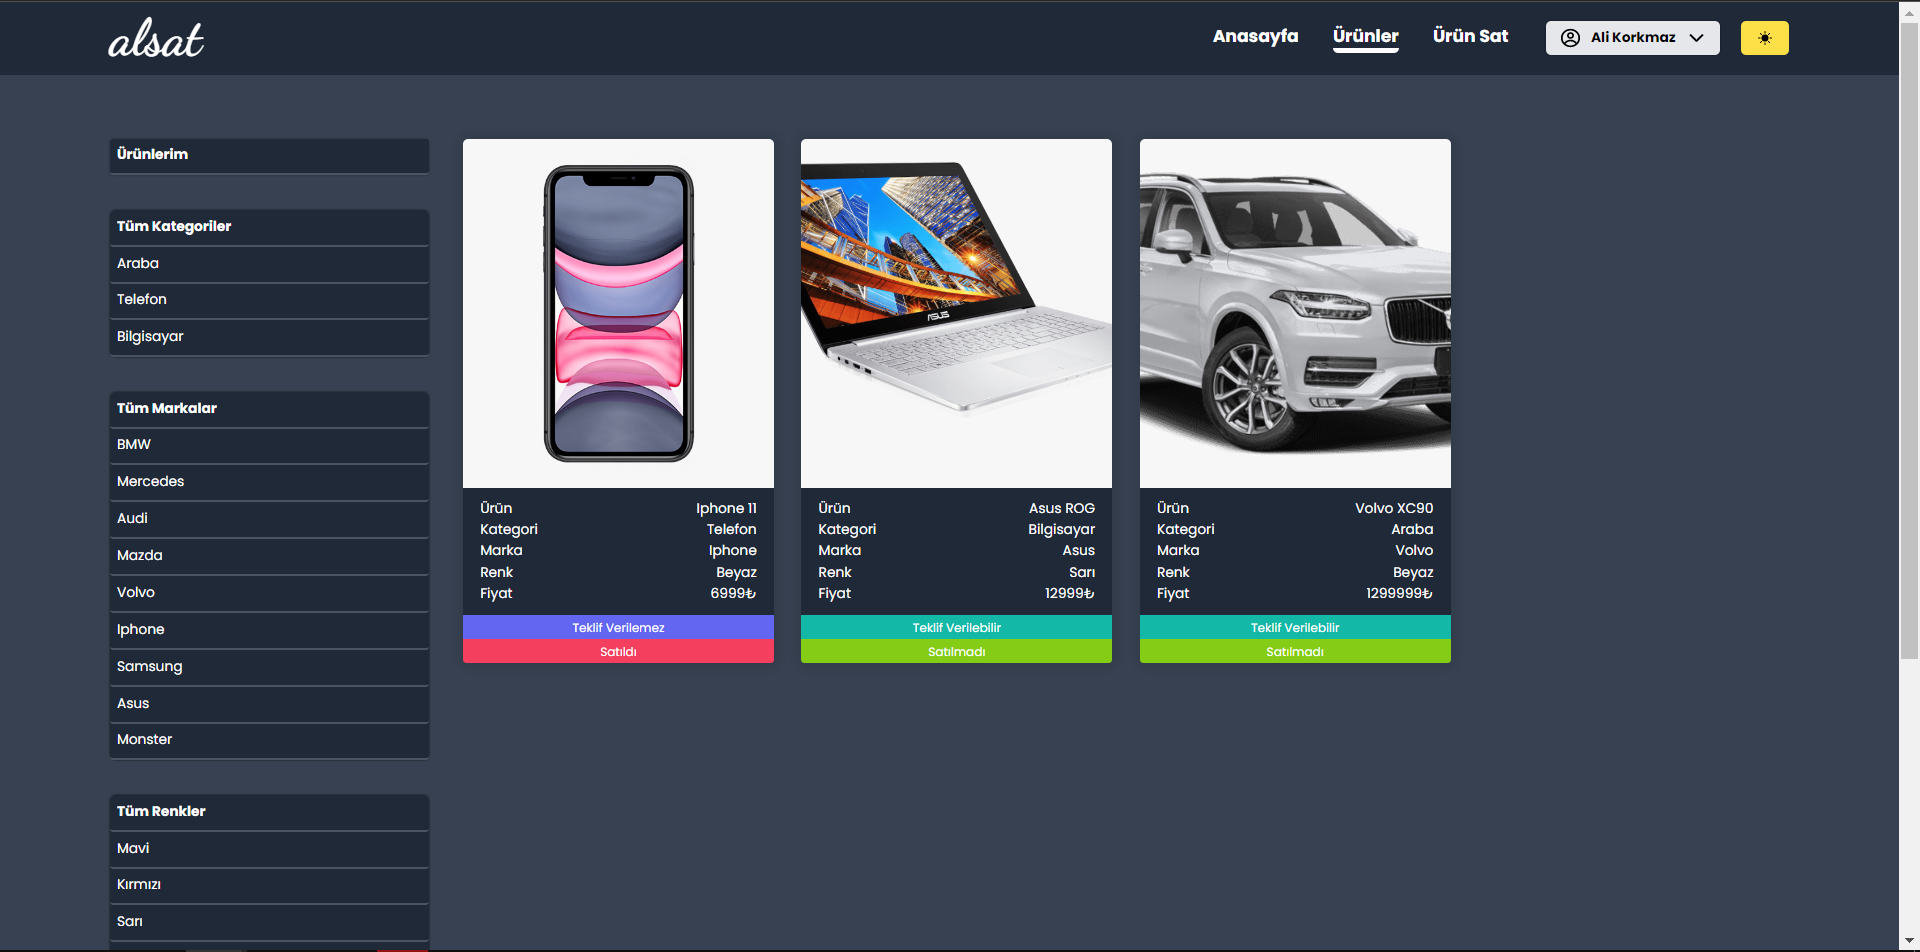 alsat
Anasayfa
Ürünler
Ürün Sat
Ali Korkmaz
Ürünlerim
Tüm Kategoriler
Araba
Telefon
Bilgisayar
Tüm Markalar
BMW
Mercedes
Audi
Mazda
Volvo
Iphone
Samsung
Asus
Monster
Tüm Renkler
Mavi
Kırmızı
Sarı
Ürün Iphone 11
Kategori Telefon
Marka Iphone
Renk Beyaz
Fiyat 6999₺
Teklif Verilemez
Satıldı
ASUS
Ürün Asus ROG
Kategori Bilgisayar
Marka Asus
Renk Sarı
Fiyat 12999₺
Teklif Verilebilir
Satılmadı
Ürün Volvo XC90
Kategori Araba
Marka Volvo
Renk Beyaz
Fiyat 1299999₺
Teklif Verilebilir
Satılmadı